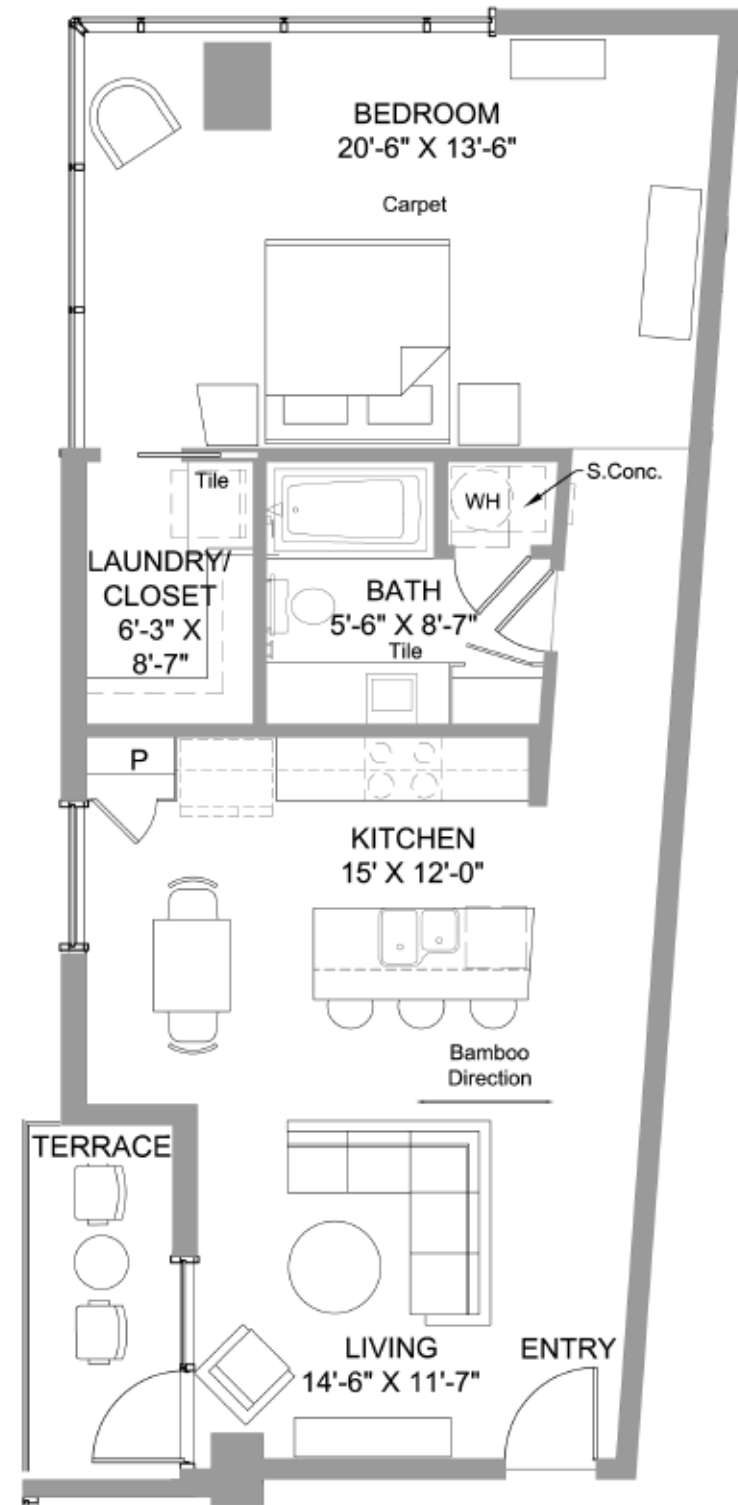 BEDROOM
20'-6" X 13'-6"
Carpet
Tile
S.Conc.
WH
LAUNDRY/
CLOSET
6'-3" X
8'-7"
BATH
5'-6" X 8'-7"
Tile
P
KITCHEN
15' X 12'-0"
Bamboo
Direction
TERRACE
LIVING
14'-6" X 11'-7"
ENTRY